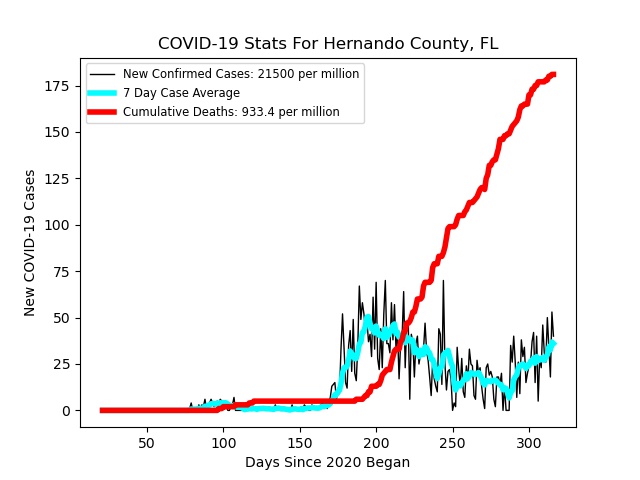 COVID-19 Stats For Hernando County, FL
New Confirmed Cases: 21500 per million
7 Day Case Average
Cumulative Deaths: 933.4 per million
New COVID-19 Cases
175
150
125
100
75
50
25
0
50 100 150 200 250 300
Days Since 2020 Began